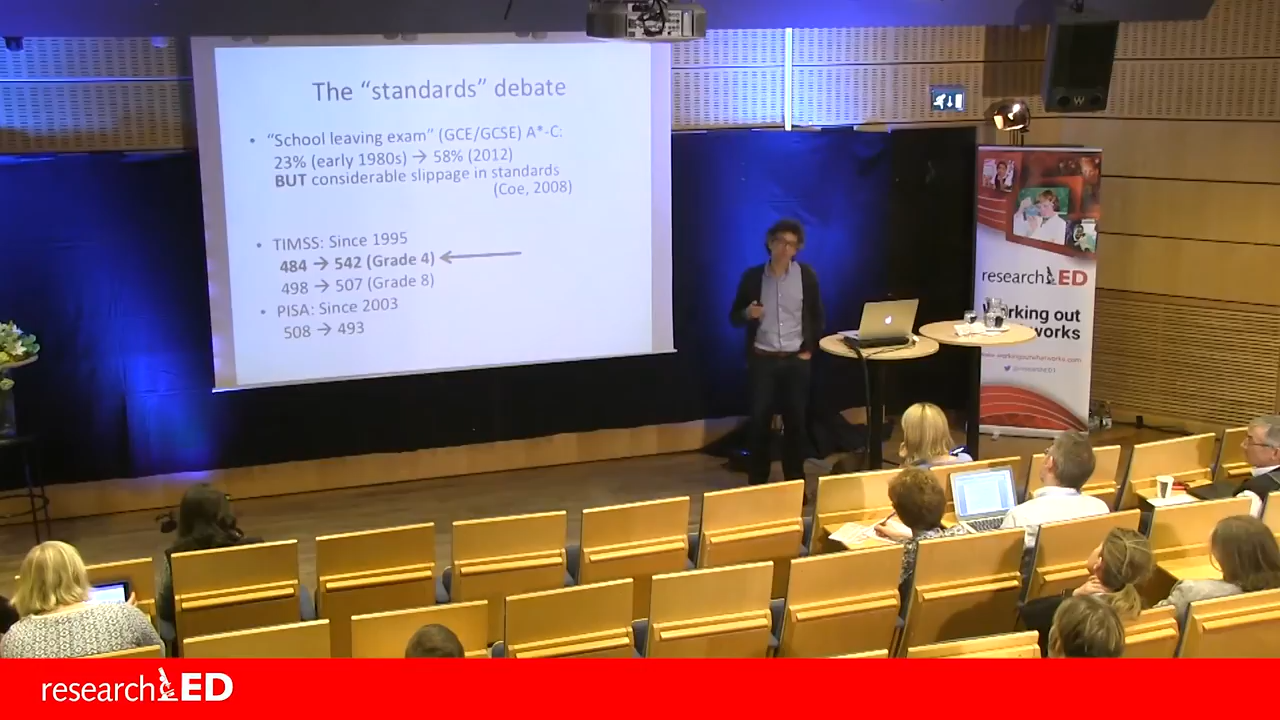 The “standards” debate
• “School leaving exam” (GCE/GCSE) A*-C:
23% (early 1980s) → 58% (2012)
BUT considerable slippage in standards
(Coe, 2008)
• TIMSS: Since 1995
484 → 542 (Grade 4)
498 → 507 (Grade 8)
• PISA: Since 2003
508 → 493
researchED
Working out
works
researchED